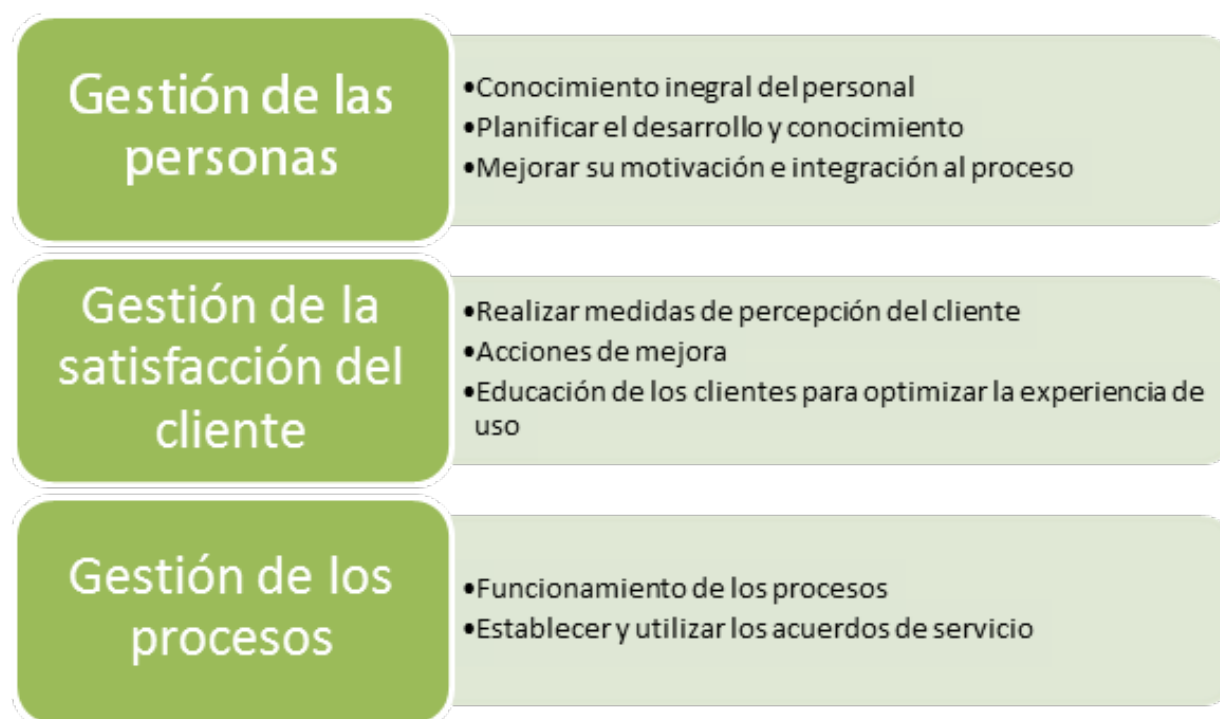 Gestión de las
personas
•Conocimiento inegral del personal
•Planificar el desarrollo y conocimiento
•Mejorar su motivación e integración al proceso
Gestión de la
satisfacción del
cliente
•Realizar medidas de percepción del cliente
•Acciones de mejora
•Educación de los clientes para optimizar la experiencia de
uso
Gestión de los
procesos
•Funcionamiento de los procesos
•Establecer y utilizar los acuerdos de servicio